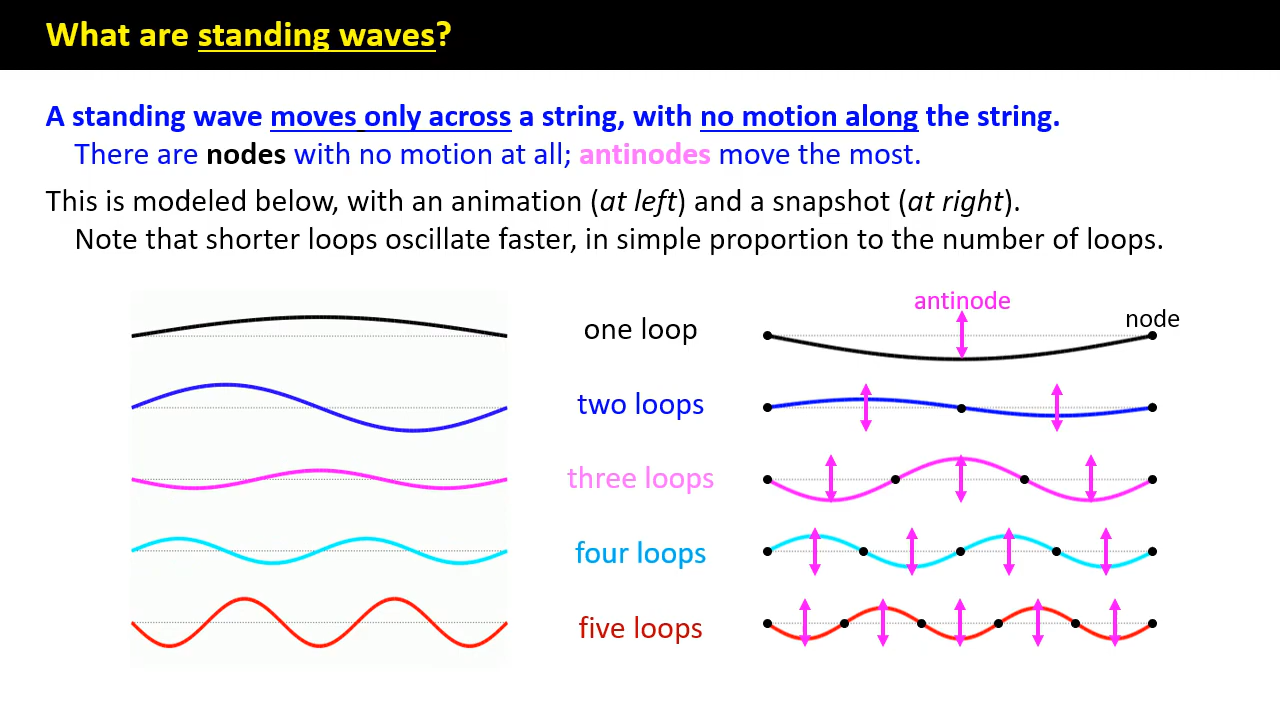 What are standing waves?
A standing wave moves only across a string, with no motion along the string.
There are nodes with no motion at all; antinodes move the most.
This is modeled below, with an animation (at left) and a snapshot (at right).
Note that shorter loops oscillate faster, in simple proportion to the number of loops.
antinode
node
one loop
two loops
three loops
four loops
five loops